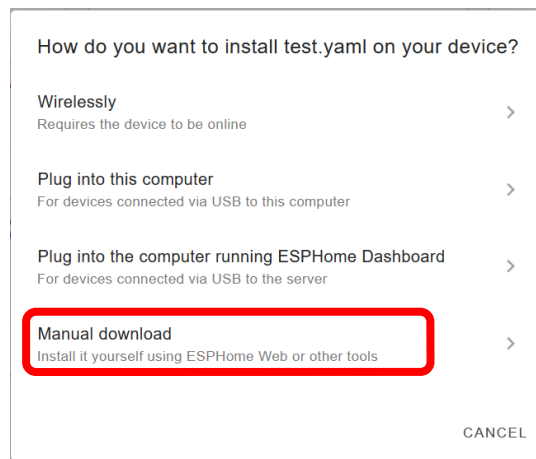 How do you want to install test.yaml on your device?
Wirelessly
Requires the device to be online
Plug into this computer
For devices connected via USB to this computer
Plug into the computer running ESPHome Dashboard
For devices connected via USB to the server
Manual download
Install it yourself using ESPHome Web or other tools
CANCEL